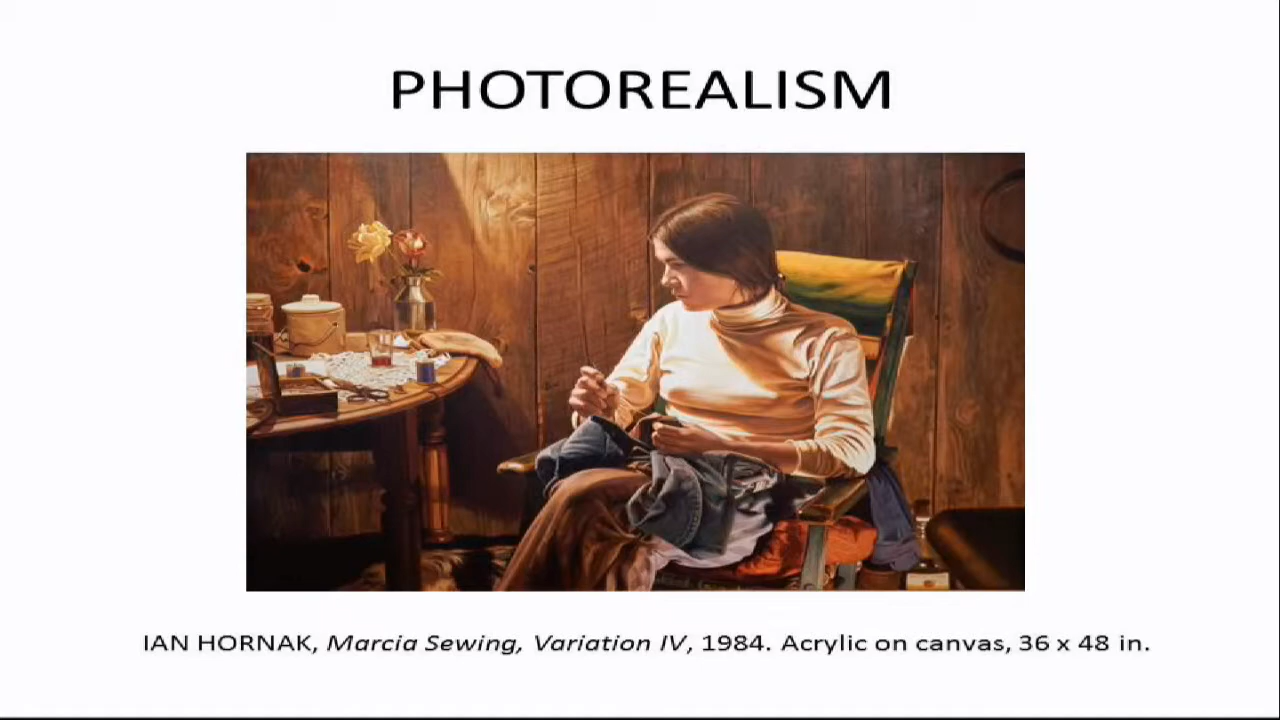 PHOTOREALISM
IAN HORNAK, Marcia Sewing, Variation IV, 1984. Acrylic on canvas, 36 x 48 in.